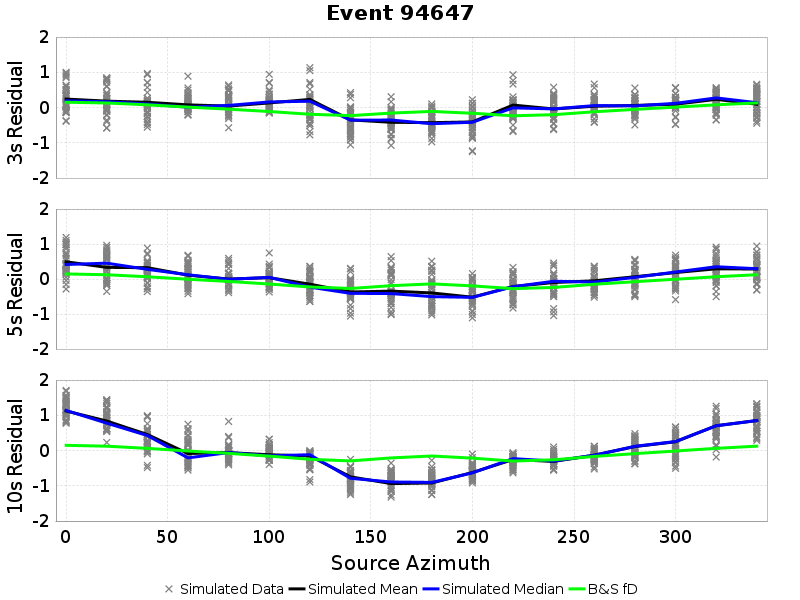 Event 94647
2
1
0
-1
-2
3s Residual
2
1
0
-1
-2
5s Residual
2
1
0
-1
-2
10s Residual
0 50 100 150 200 250 300
Source Azimuth
Simulated Data Simulated Mean Simulated Median B&S fD